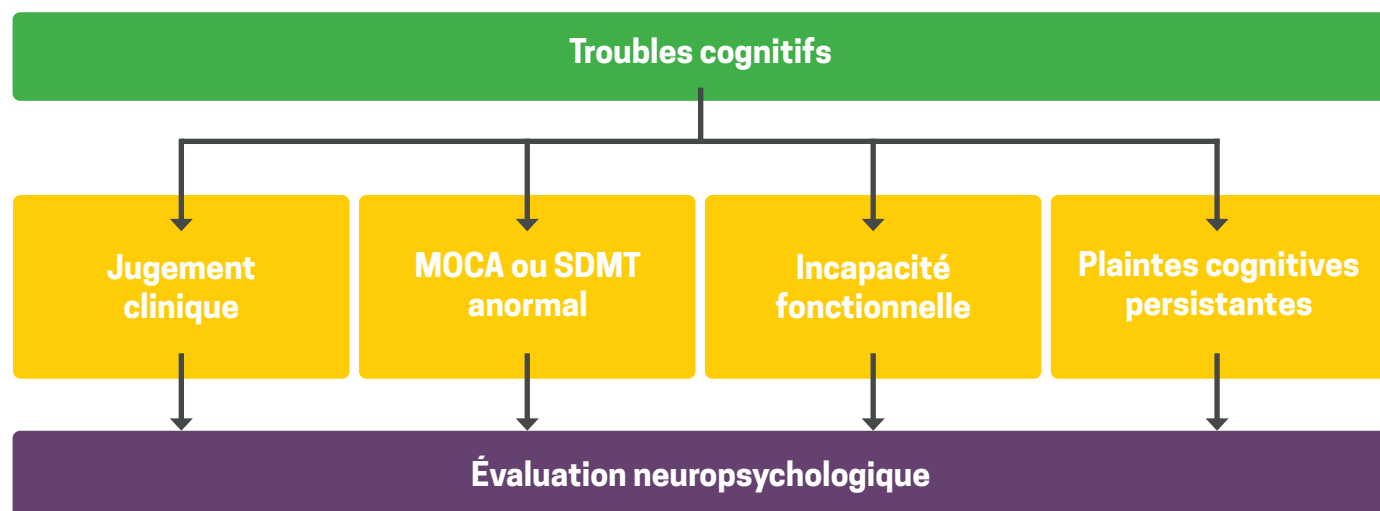 Troubles cognitifs
Jugement
clinique
MOCA ou SDMT
anormal
Incapacité
fonctionnelle
Plaintes cognitives
persistantes
Évaluation neuropsychologique